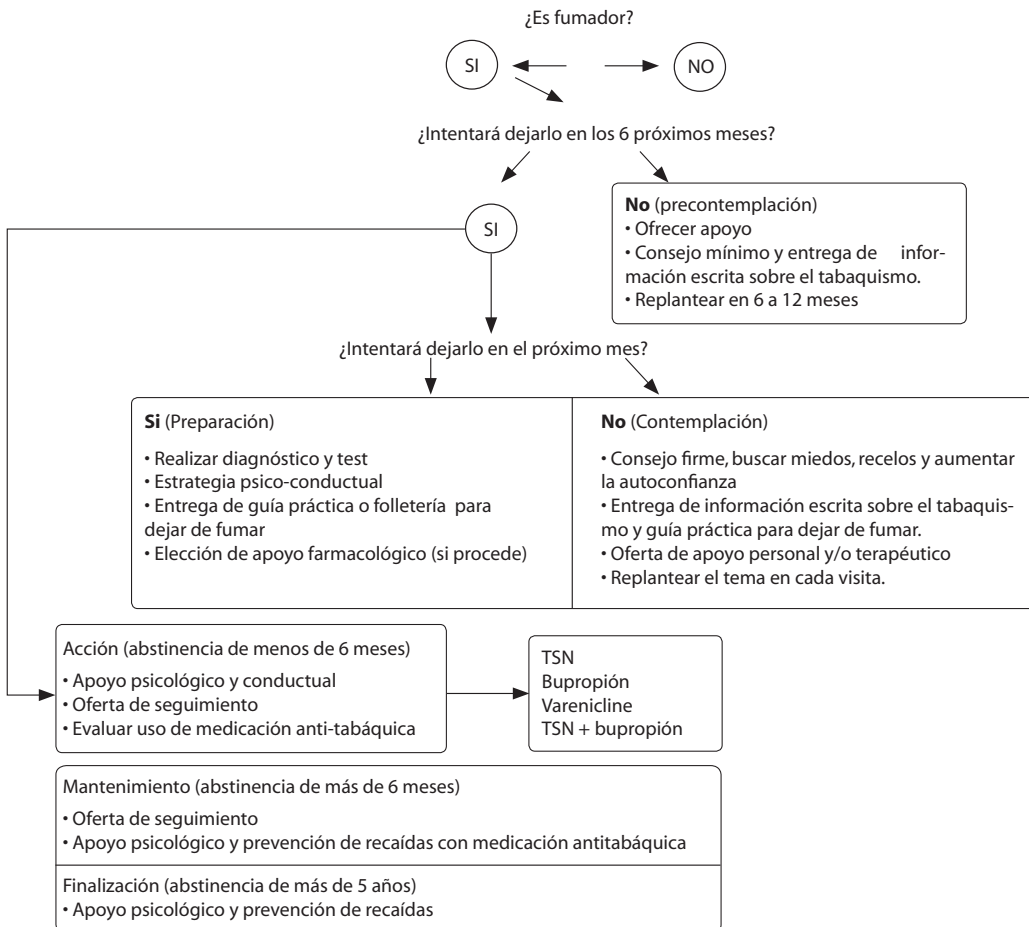 ¿Es fumador?
SI
NO
¿Intentará dejarlo en los 6 próximos meses?
SI
No (precontemplación)
• Ofrecer apoyo
• Consejo mínimo y entrega de infor-
mación escrita sobre el tabaquismo.
• Replantear en 6 a 12 meses
¿Intentará dejarlo en el próximo mes?
Si (Preparación)
• Realizar diagnóstico y test
• Estrategia psico-conductual
• Entrega de guía práctica o folletería para
dejar de fumar
• Elección de apoyo farmacológico (si procede)
No (Contemplación)
• Consejo firme, buscar miedos, recelos y aumentar
la autoconfianza
• Entrega de información escrita sobre el tabaquis-
mo y guía práctica para dejar de fumar.
• Oferta de apoyo personal y/o terapéutico
• Replantear el tema en cada visita.
Acción (abstinencia de menos de 6 meses)
• Apoyo psicológico y conductual
• Oferta de seguimiento
• Evaluar uso de medicación anti-tabáquica
TSN
Bupropión
Varenicline
TSN + bupropión
Mantenimiento (abstinencia de más de 6 meses)
• Oferta de seguimiento
• Apoyo psicológico y prevención de recaídas con medicación antitabáquica
Finalización (abstinencia de más de 5 años)
• Apoyo psicológico y prevención de recaídas